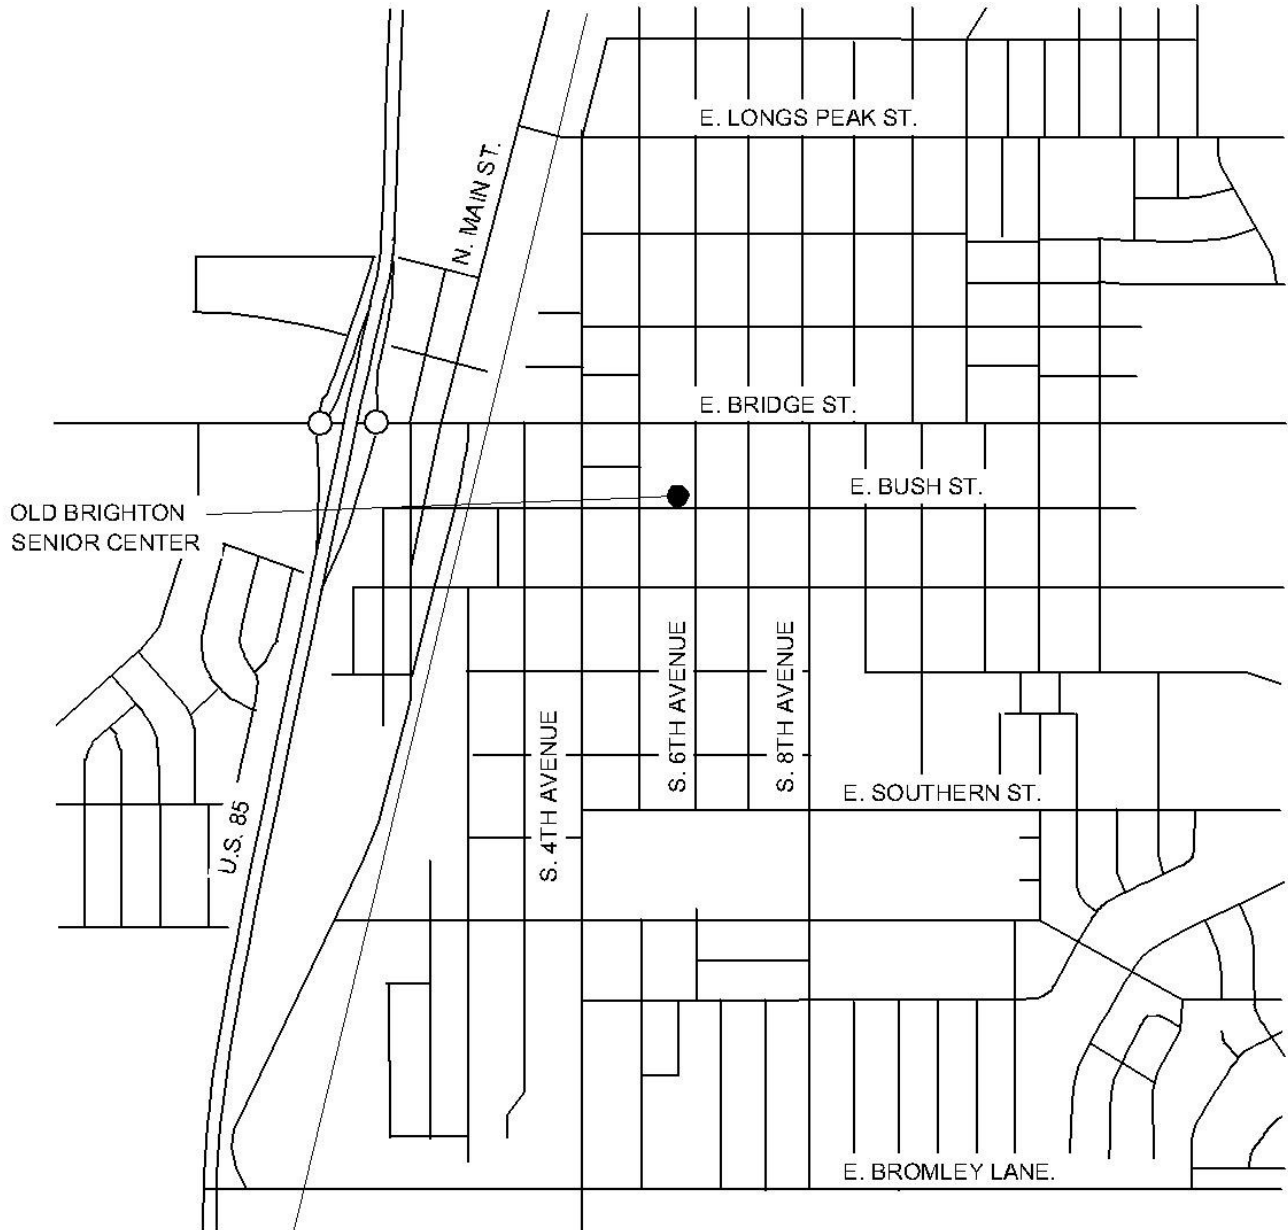 E. LONGS PEAK ST.
N. MAIN ST.
E. BRIDGE ST.
E. BUSH ST.
OLD BRIGHTON
SENIOR CENTER
S. 6TH AVENUE
S. 8TH AVENUE
S. 4TH AVENUE
E. SOUTHERN ST.
U.S. 85
E. BROMLEY LANE.